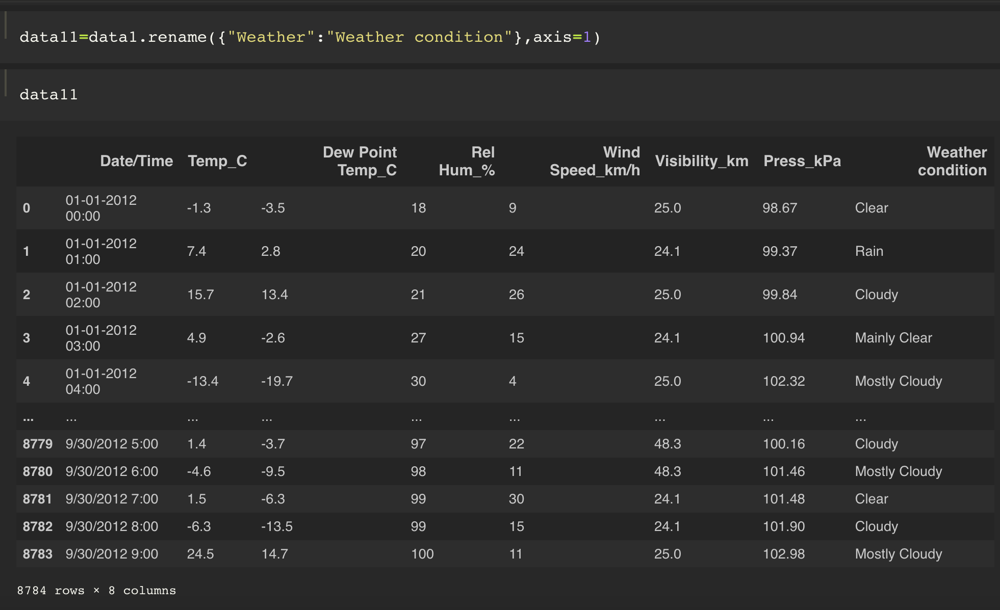 data11=data1.rename({"Weather":"Weather condition"},axis=1)
data11
Date/Time Temp_C Dew Point Temp_C Rel Hum_% Wind Speed_km/h Visibility_km Press_kPa Weather condition
0 01-01-2012 00:00 -1.3 -3.5 18 9 25.0 98.67 Clear
1 01-01-2012 01:00 7.4 2.8 20 24 24.1 99.37 Rain
2 01-01-2012 02:00 15.7 13.4 21 26 25.0 99.84 Cloudy
3 01-01-2012 03:00 4.9 -2.6 27 15 24.1 100.94 Mainly Clear
4 01-01-2012 04:00 -13.4 -19.7 30 4 25.0 102.32 Mostly Cloudy
... ... ... ... ... ... ... ... ...
8779 9/30/2012 5:00 1.4 -3.7 97 22 48.3 100.16 Cloudy
8780 9/30/2012 6:00 -4.6 -9.5 98 11 48.3 101.46 Mostly Cloudy
8781 9/30/2012 7:00 1.5 -6.3 99 30 24.1 101.48 Clear
8782 9/30/2012 8:00 -6.3 -13.5 99 15 24.1 101.90 Cloudy
8783 9/30/2012 9:00 24.5 14.7 100 11 25.0 102.98 Mostly Cloudy
8784 rows × 8 columns